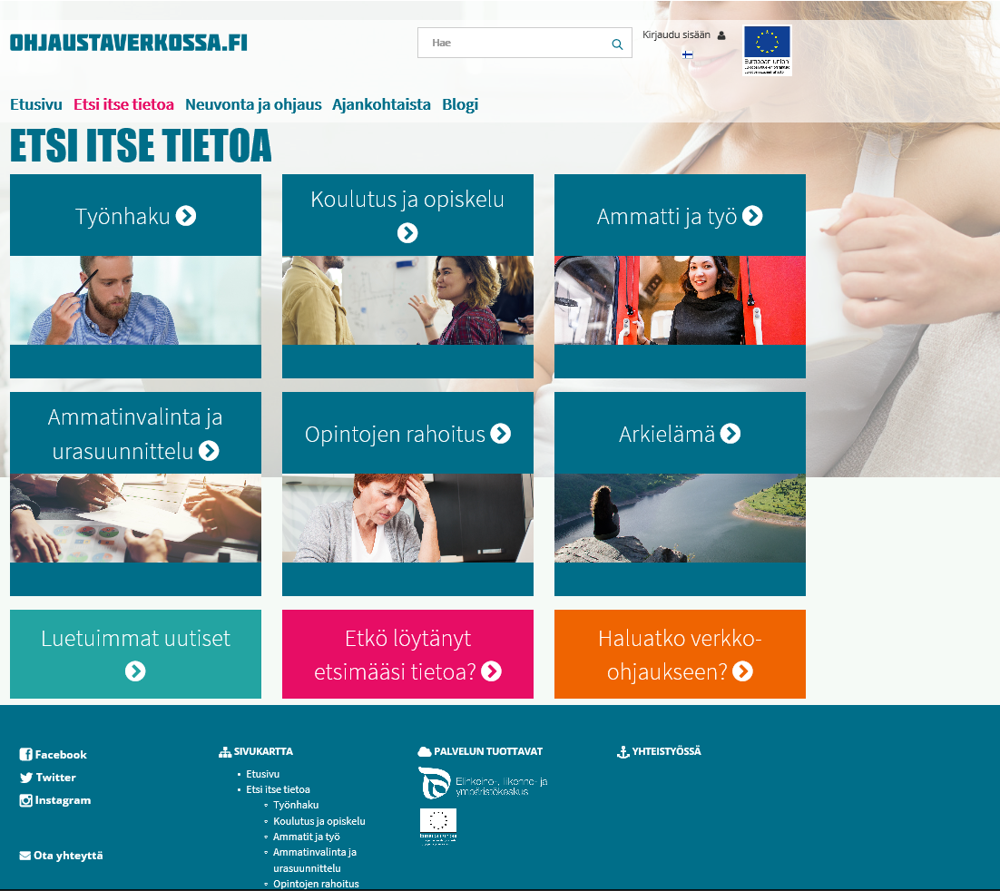 OHJAUSTAVERKOSSA.FI
Hae
Kirjaudu sisään
Euroopan unioni
Etusivu Etsi itse tietoa Neuvonta ja ohjaus Ajankohtaista Blogi
ETSI ITSE TIETOA
Työnhaku
Koulutus ja opiskelu
Ammatti ja työ
Ammatinvalinta ja
urasuunnittelu
Opintojen rahoitus
Arkielämä
Luetuimmat uutiset
Etkö löytänyt
etsimääsi tietoa?
Haluatko verkko-
ohjaukseen?
Facebook
Twitter
Instagram
Ota yhteyttä
SIVUKARTTA
Etusivu
Etsi itse tietoa
Työnhaku
Koulutus ja opiskelu
Ammatit ja työ
Ammatinvalinta ja
urasuunnittelu
Opintojen rahoitus
PALVELUN TUOTTAVAT
Elinkeino-, liikenne- ja
ympäristökeskus
YHTEISTYÖSSÄ